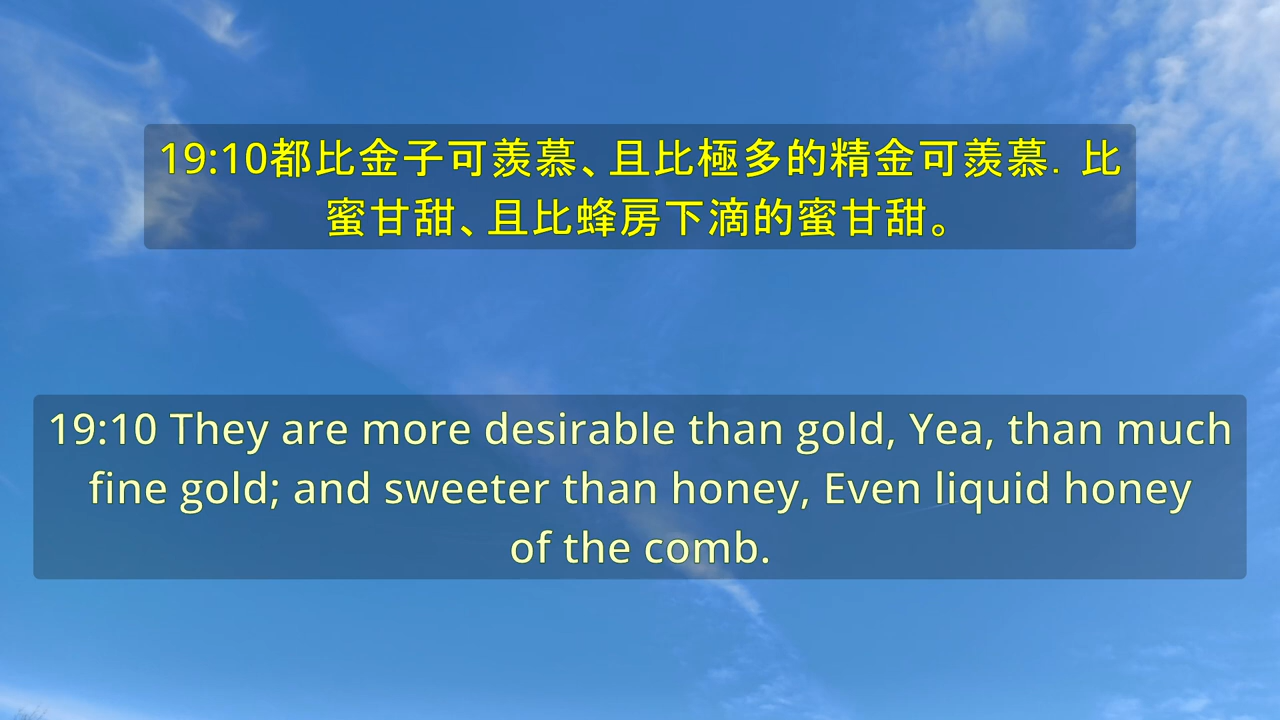 19:10都比金子可羨慕、且比極多的精金可羨慕．比
蜜甘甜、且比蜂房下滴的蜜甘甜。
19:10 They are more desirable than gold, Yea, than much
fine gold; and sweeter than honey, Even liquid honey
of the comb.